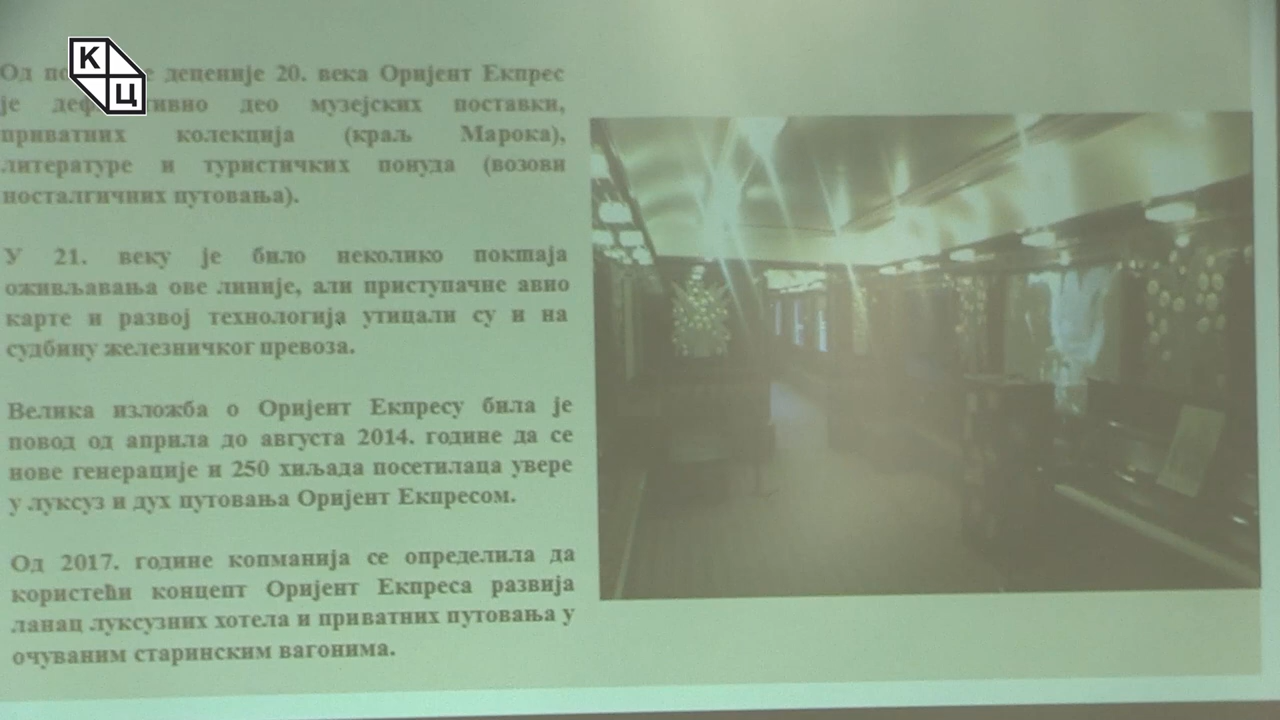 КЦ
Од деценије 20. века Оријент Екпрес
је део музејских поставки,
приватних колекција (краљ Марока),
литературе и туристичких понуда (возови
носталгичних путовања).
У 21. веку је било неколико покшаја
оживљавања ове линије, али приступачне авио
карте и развој технологија утицали су и на
судбину железничког превоза.
Велика изложба о Оријент Екпресу била је
повод од априла до августа 2014. године да се
нове генерације и 250 хиљада посетилаца увере
у луксуз и дух путовања Оријент Екпресом.
Од 2017. године копманија се определила да
користећи концепт Оријент Екпреса развија
ланац луксузних хотела и приватних путовања у
очуваним старинским вагонима.